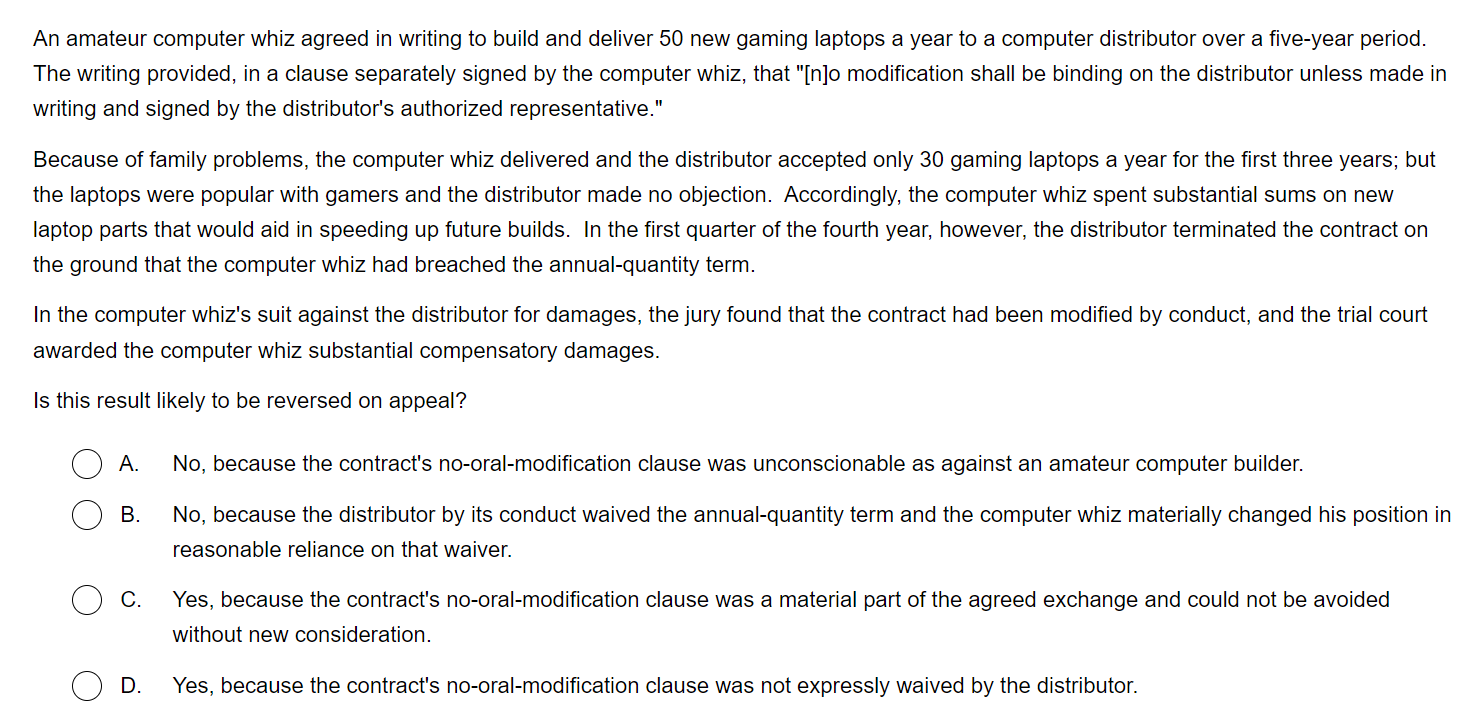 An amateur computer whiz agreed in writing to build and deliver 50 new gaming laptops a year to a computer distributor over a five-year period.
The writing provided, in a clause separately signed by the computer whiz, that "[n]o modification shall be binding on the distributor unless made in
writing and signed by the distributor's authorized representative."
Because of family problems, the computer whiz delivered and the distributor accepted only 30 gaming laptops a year for the first three years; but
the laptops were popular with gamers and the distributor made no objection.  Accordingly, the computer whiz spent substantial sums on new
laptop parts that would aid in speeding up future builds.  In the first quarter of the fourth year, however, the distributor terminated the contract on
the ground that the computer whiz had breached the annual-quantity term.
In the computer whiz's suit against the distributor for damages, the jury found that the contract had been modified by conduct, and the trial court
awarded the computer whiz substantial compensatory damages.
Is this result likely to be reversed on appeal?
A. No, because the contract's no-oral-modification clause was unconscionable as against an amateur computer builder.
B. No, because the distributor by its conduct waived the annual-quantity term and the computer whiz materially changed his position in
reasonable reliance on that waiver.
C. Yes, because the contract's no-oral-modification clause was a material part of the agreed exchange and could not be avoided
without new consideration.
D. Yes, because the contract's no-oral-modification clause was not expressly waived by the distributor.